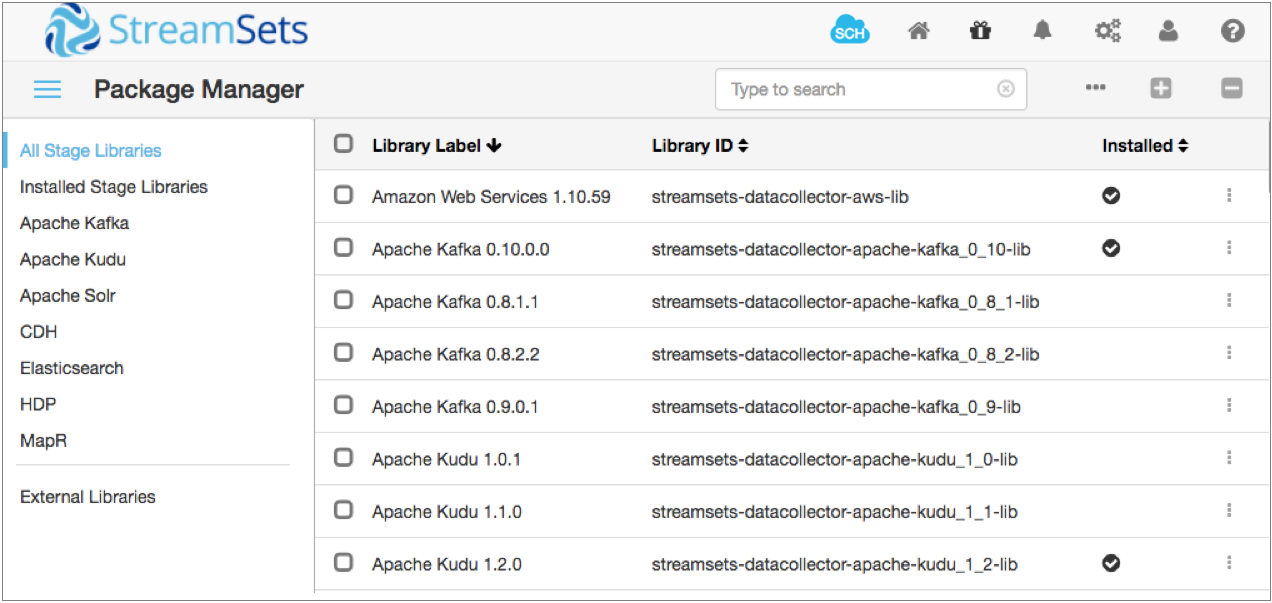 StreamSets
SCH
Package Manager
Type to search
All Stage Libraries
Installed Stage Libraries
Apache Kafka
Apache Kudu
Apache Solr
CDH
Elasticsearch
HDP
MapR
External Libraries
Library Label Library ID Installed
Amazon Web Services 1.10.59 streamsets-datacollector-aws-lib
Apache Kafka 0.10.0.0 streamsets-datacollector-apache-kafka_0_10-lib
Apache Kafka 0.8.1.1 streamsets-datacollector-apache-kafka_0_8_1-lib
Apache Kafka 0.8.2.2 streamsets-datacollector-apache-kafka_0_8_2-lib
Apache Kafka 0.9.0.1 streamsets-datacollector-apache-kafka_0_9-lib
Apache Kudu 1.0.1 streamsets-datacollector-apache-kudu_1_0-lib
Apache Kudu 1.1.0 streamsets-datacollector-apache-kudu_1_1-lib
Apache Kudu 1.2.0 streamsets-datacollector-apache-kudu_1_2-lib